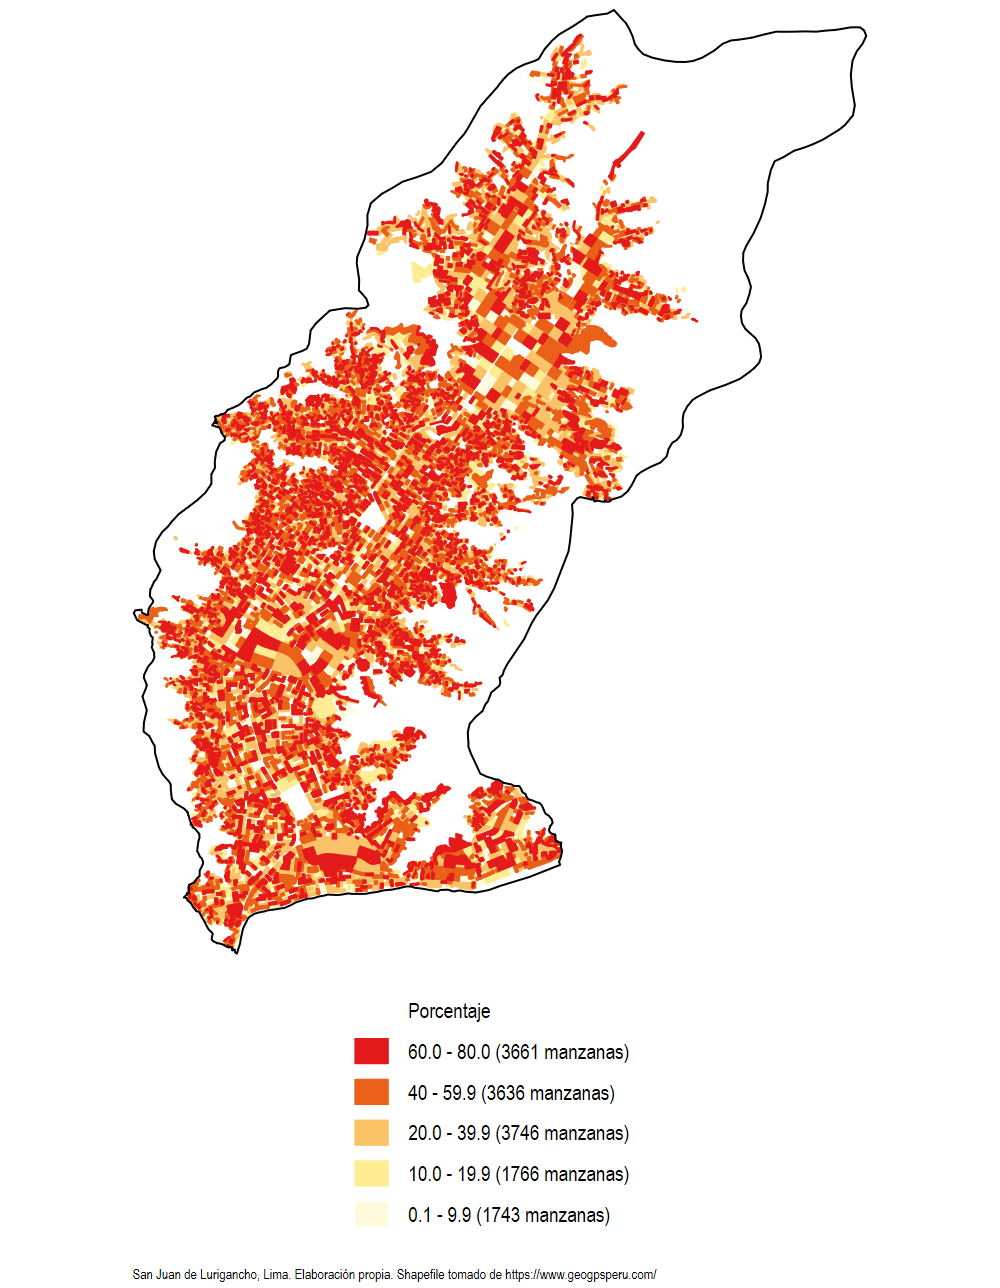 Porcentaje
60.0 - 80.0 (3661 manzanas)
40 - 59.9 (3636 manzanas)
20.0 - 39.9 (3746 manzanas)
10.0 - 19.9 (1766 manzanas)
0.1 - 9.9 (1743 manzanas)
San Juan de Lurigancho, Lima. Elaboración propia. Shapefile tomado de https://www.geogpsperu.com/